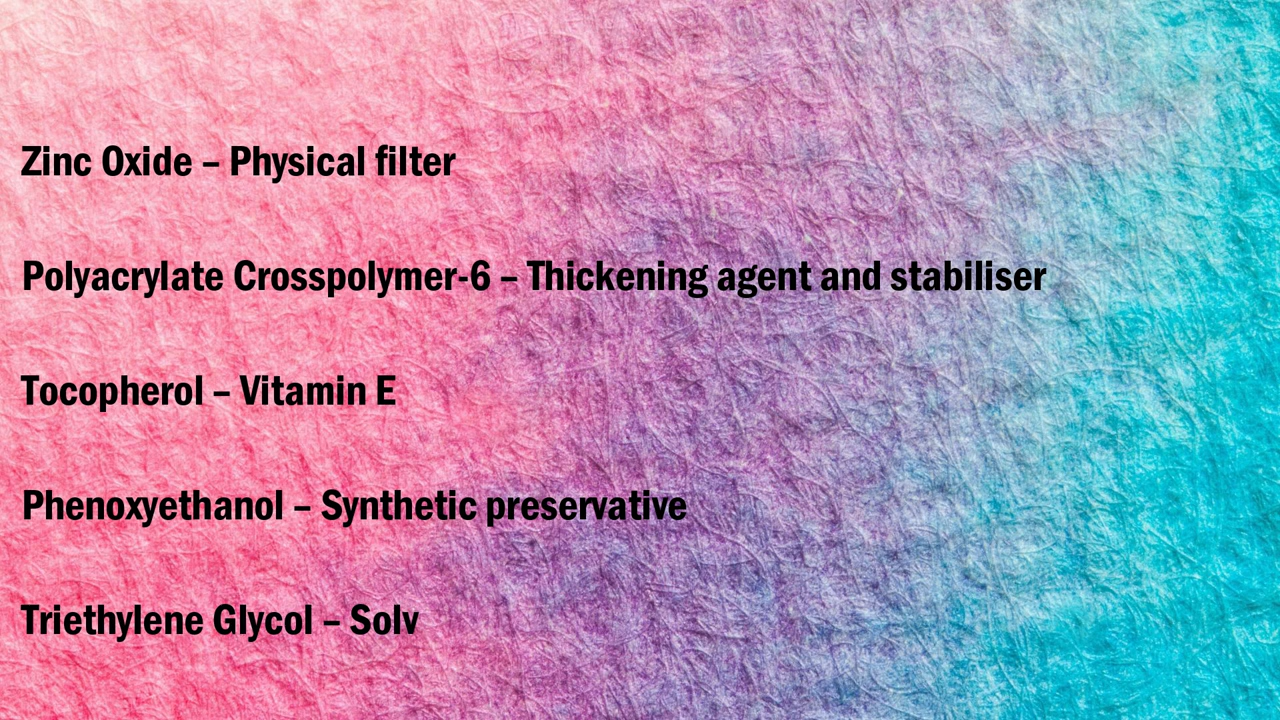 Zinc Oxide – Physical filter
Polyacrylate Crosspolymer-6 – Thickening agent and stabiliser
Tocopherol – Vitamin E
Phenoxyethanol – Synthetic preservative
Triethylene Glycol – Solv